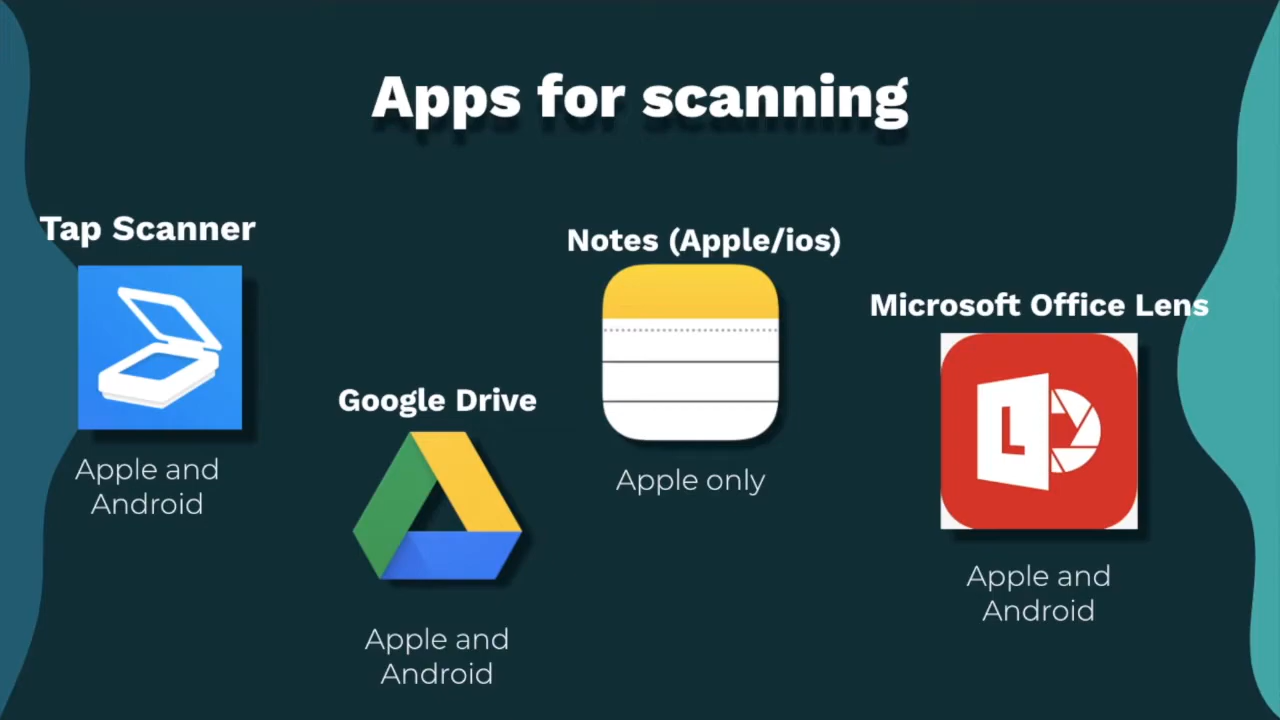 Apps for scanning
Tap Scanner
Apple and
Android
Google Drive
Apple and
Android
Notes (Apple/ios)
Apple only
Microsoft Office Lens
L
Apple and
Android